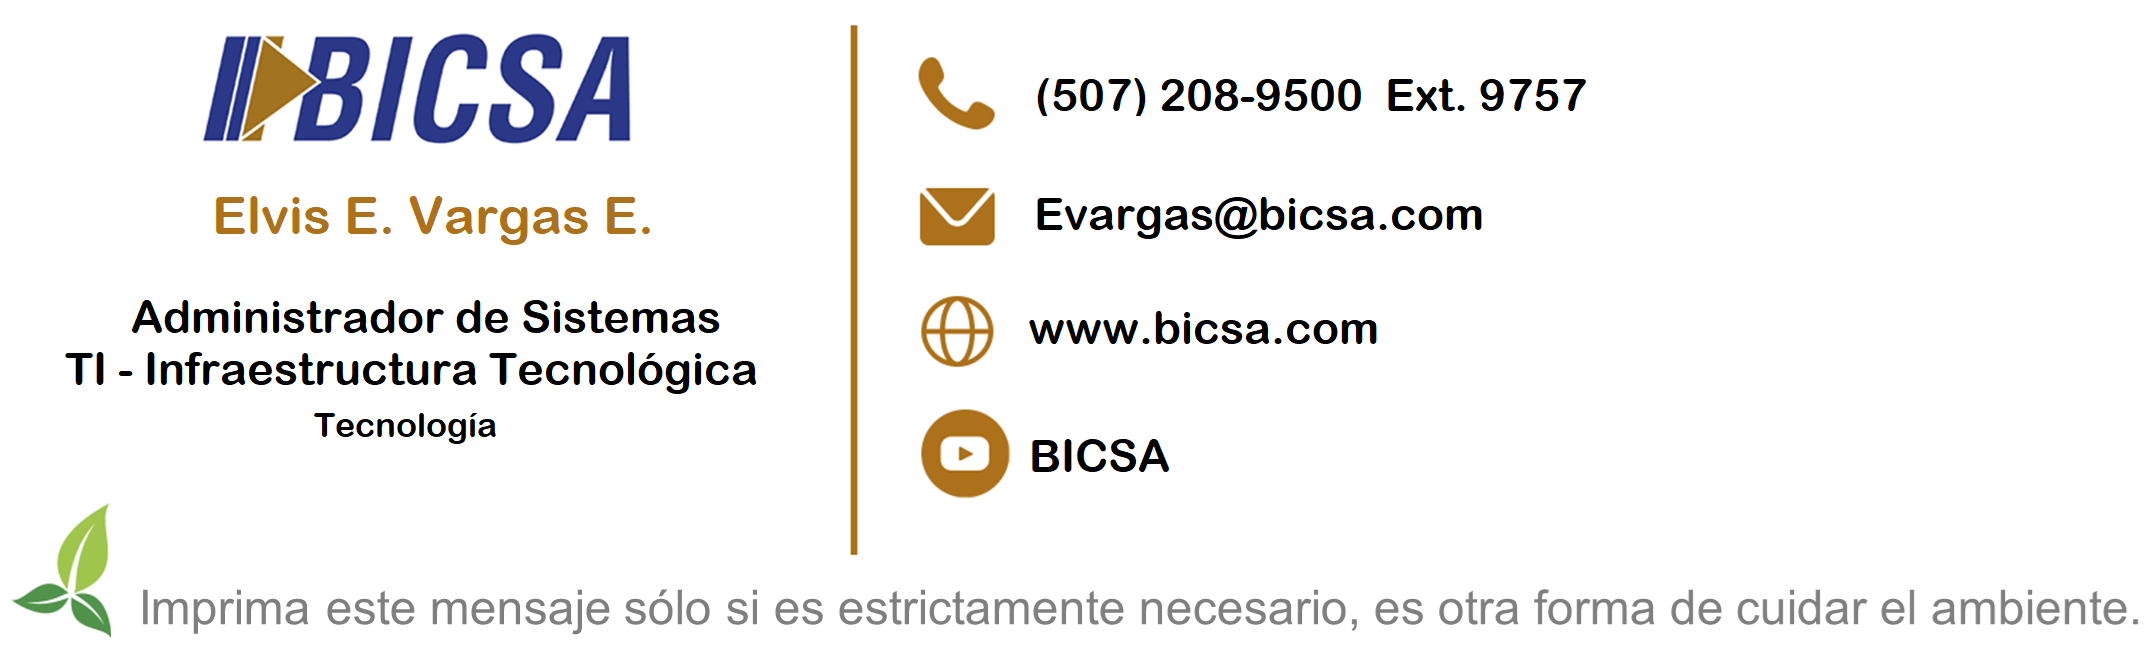 BICSA
Elvis E. Vargas E.
Administrador de Sistemas
TI - Infraestructura Tecnológica
Tecnología
(507) 208-9500 Ext. 9757
Evargas@bicsa.com
www.bicsa.com
BICSA
Imprima este mensaje sólo si es estrictamente necesario, es otra forma de cuidar el ambiente.